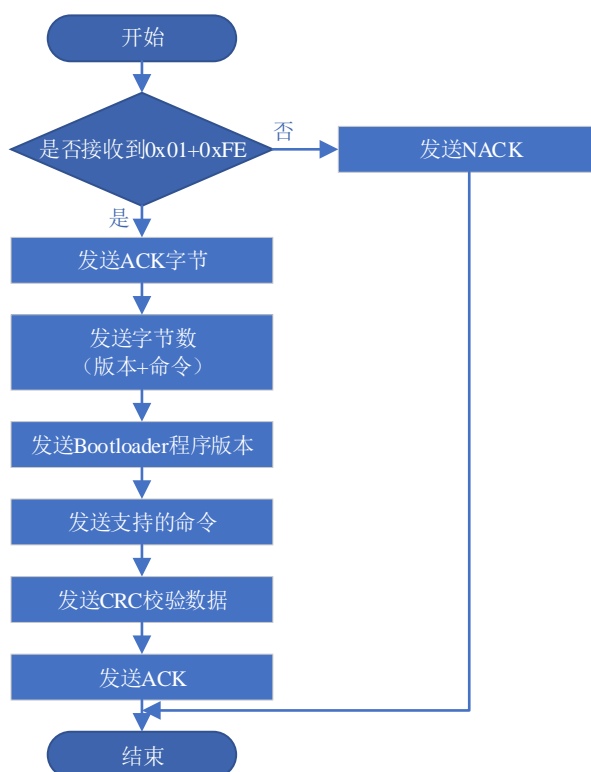 开始
是否接收到0x01+0xFE
否
发送NACK
是
发送ACK字节
发送字节数
（版本+命令）
发送Bootloader程序版本
发送支持的命令
发送CRC校验数据
发送ACK
结束